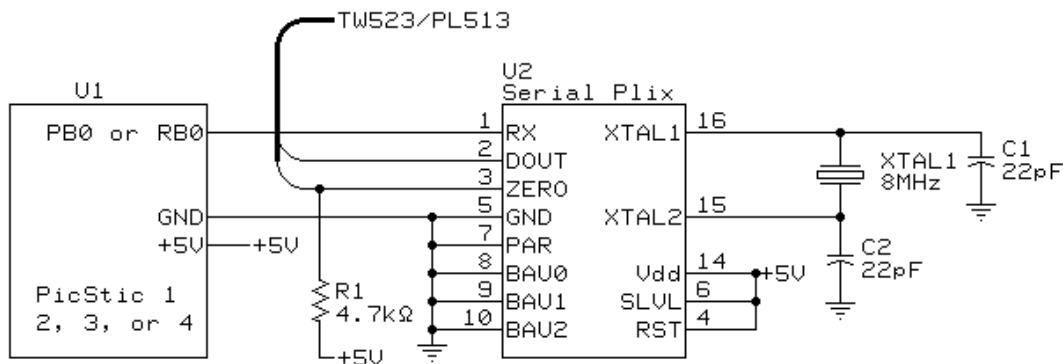 TW523/PL513
U1
PB0 or RB0
GND
+5V
+5V
PicStic 1
2, 3, or 4
R1
4.7kΩ
+5V
U2
Serial Plix
1 RX
2 DOUT
3 ZERO
5 GND
7 PAR
8 BAU0
9 BAU1
10 BAU2
XTAL1 16
XTAL2 15
Vdd 14
SLVL 6
RST 4
+5V
XTAL1
8MHz
C1
22pF
C2
22pF